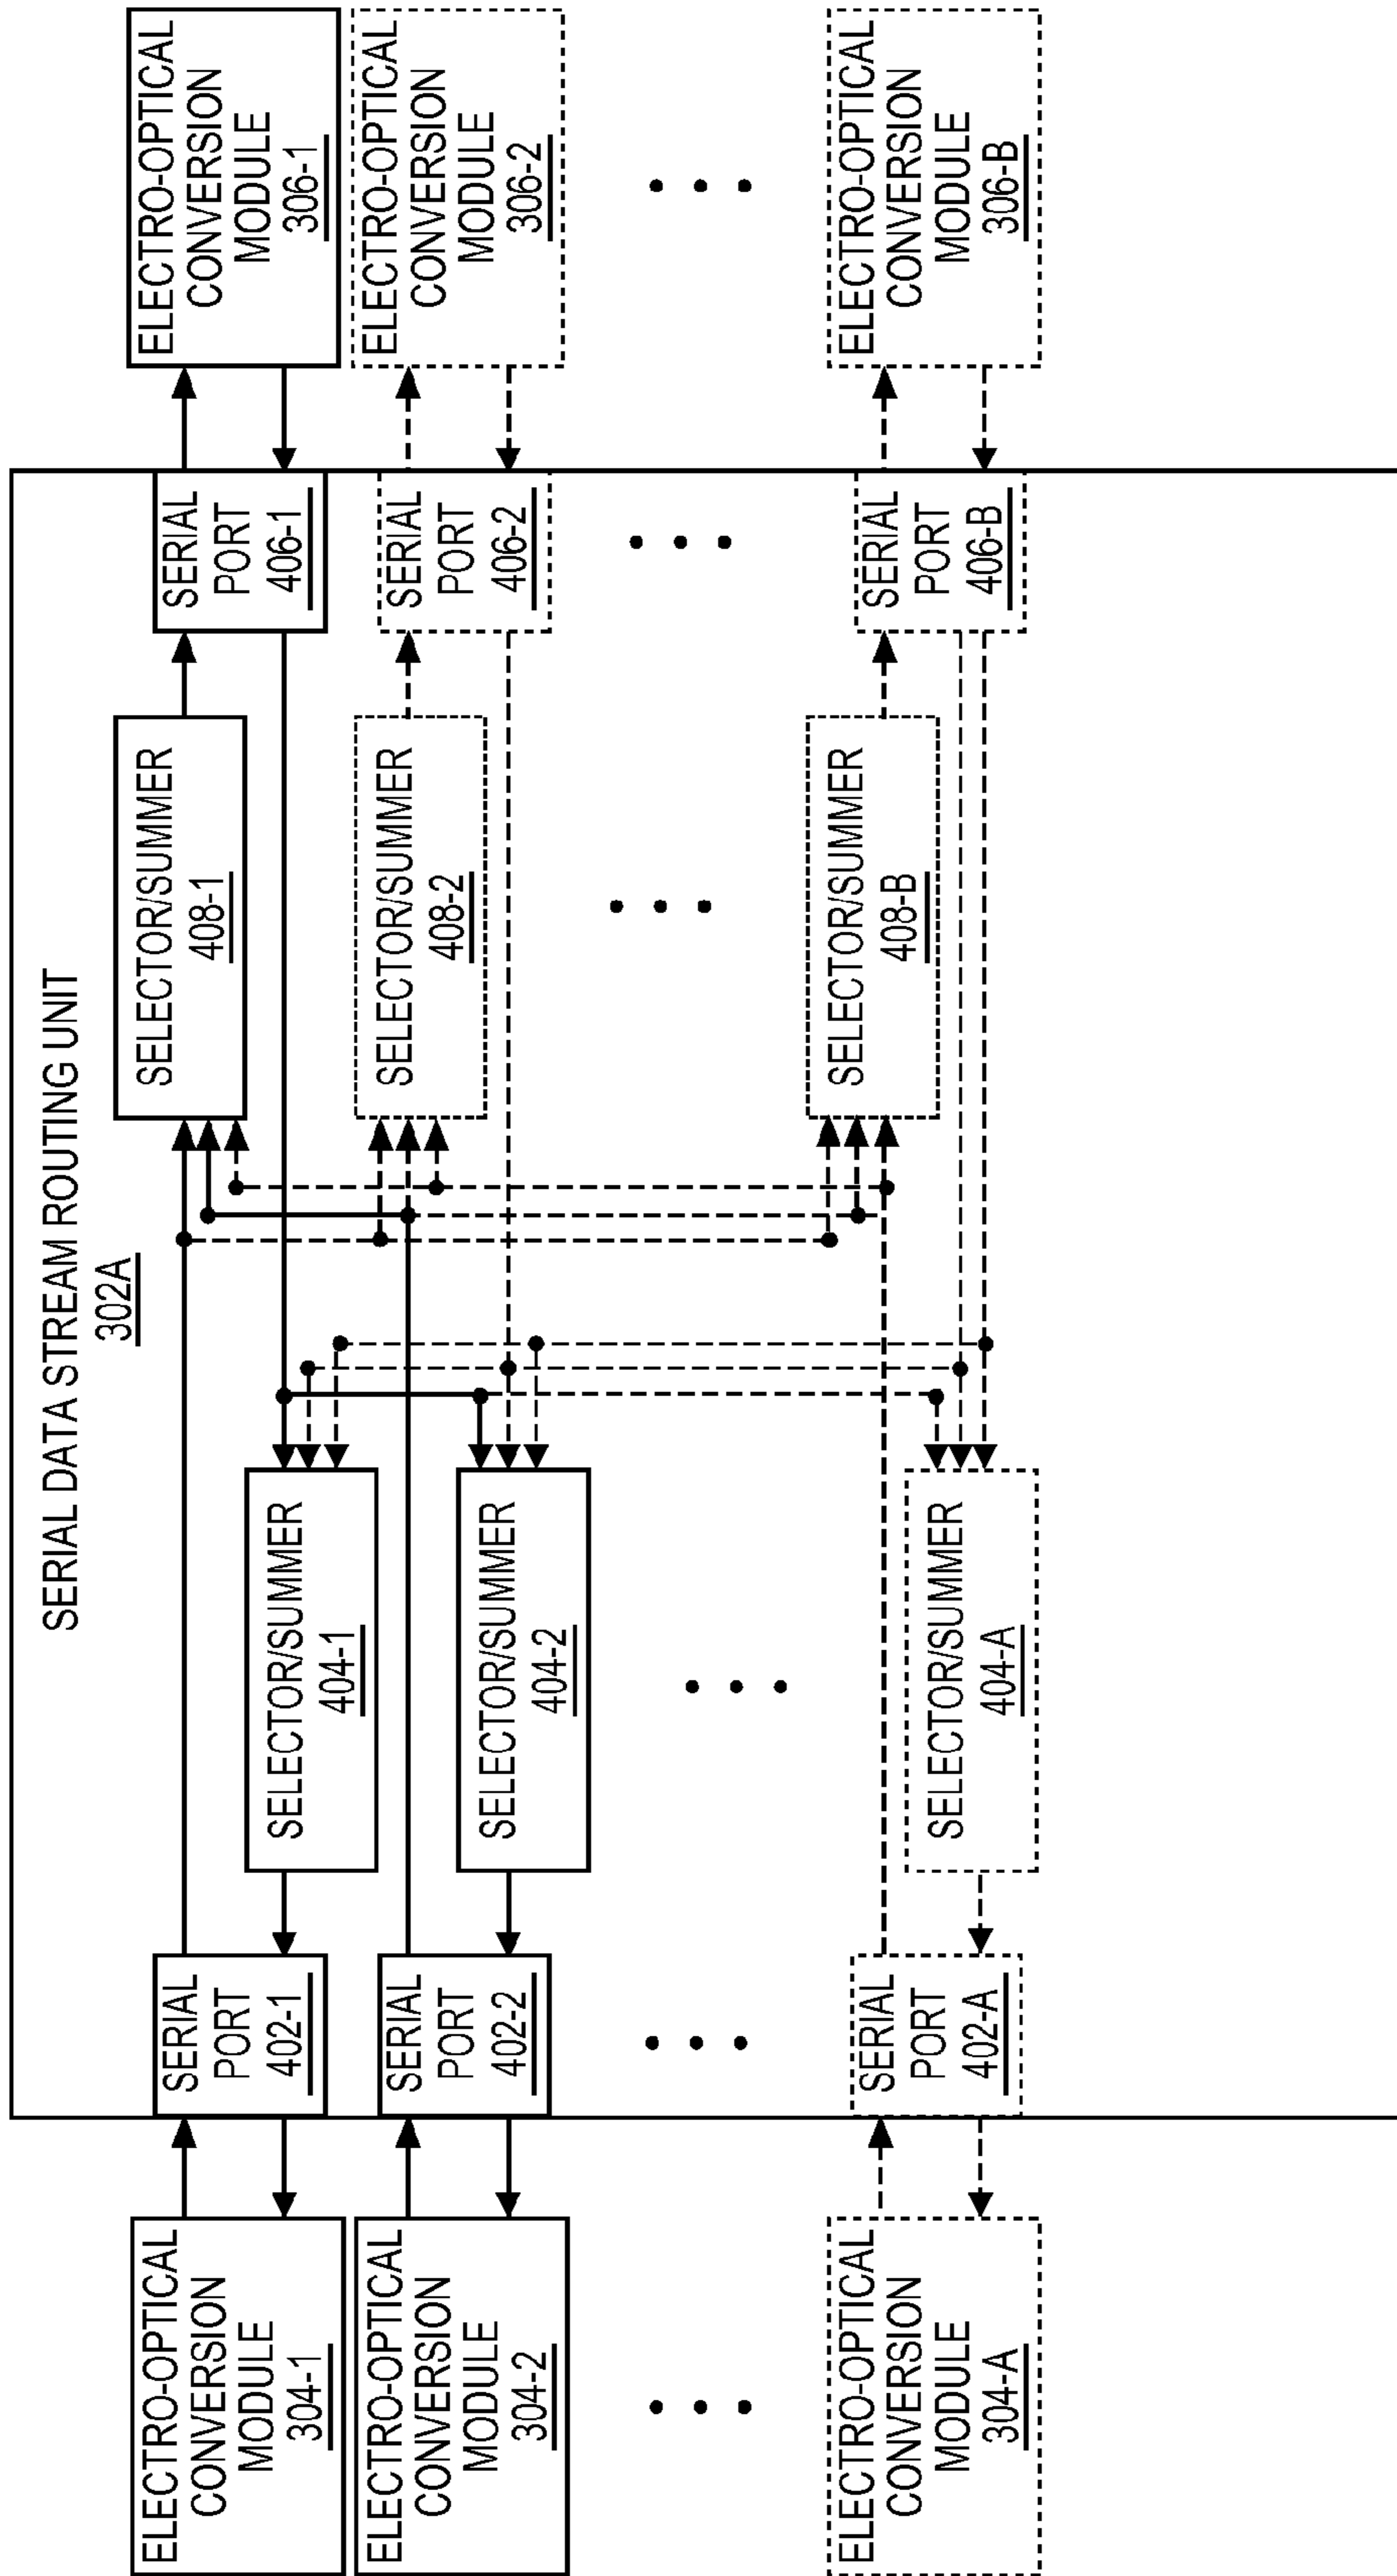 SERIAL DATA STREAM ROUTING UNIT
302A
ELECTRO-OPTICAL
CONVERSION
MODULE
304-1
SERIAL
PORT
402-1
SELECTOR/SUMMER
404-1
SELECTOR/SUMMER
408-1
SERIAL
PORT
406-1
ELECTRO-OPTICAL
CONVERSION
MODULE
306-1
ELECTRO-OPTICAL
CONVERSION
MODULE
304-2
SERIAL
PORT
402-2
SELECTOR/SUMMER
404-2
SELECTOR/SUMMER
408-2
SERIAL
PORT
406-2
ELECTRO-OPTICAL
CONVERSION
MODULE
306-2
ELECTRO-OPTICAL
CONVERSION
MODULE
304-A
SERIAL
PORT
402-A
SELECTOR/SUMMER
404-A
SELECTOR/SUMMER
408-B
SERIAL
PORT
406-B
ELECTRO-OPTICAL
CONVERSION
MODULE
306-B